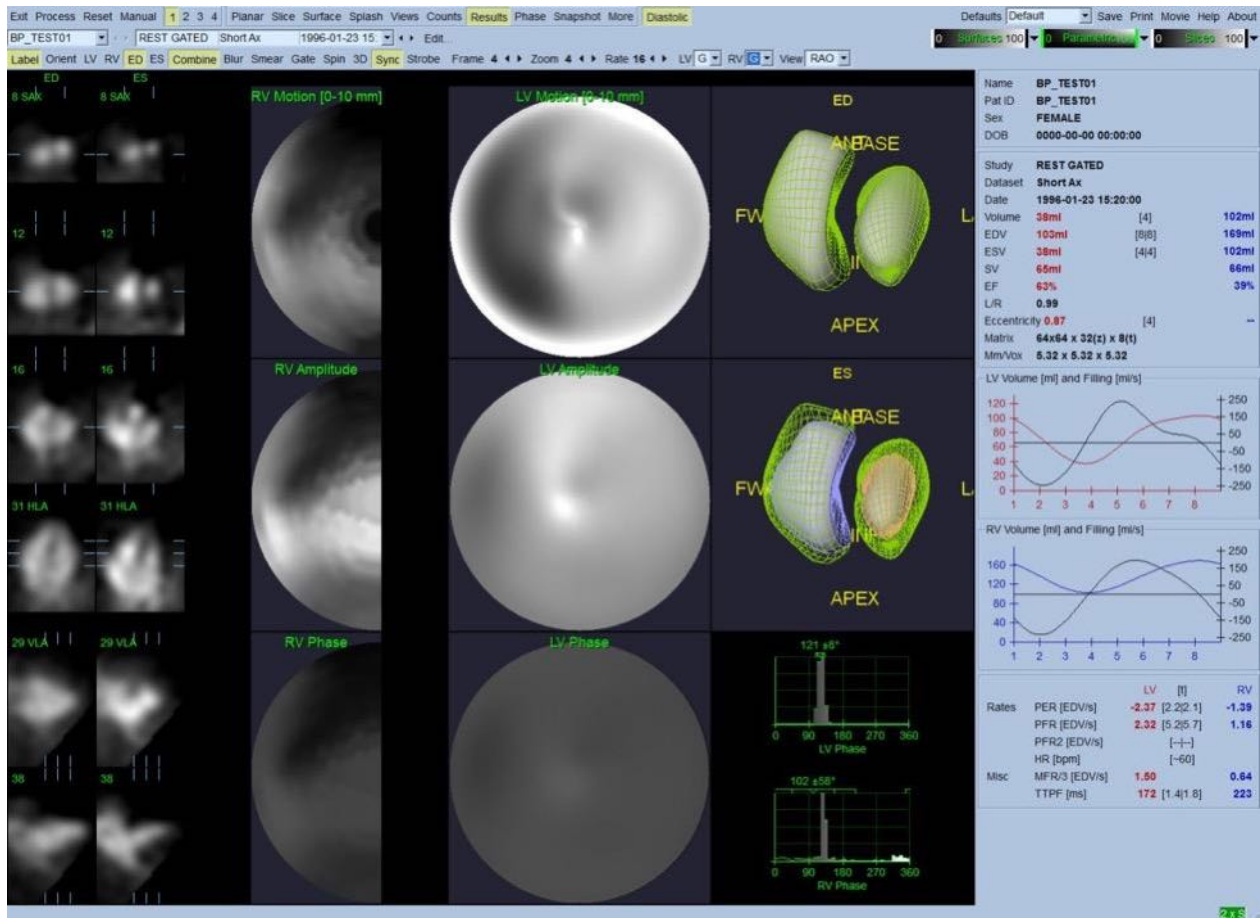 Exit Process Reset Manual 1 2 3 4 Planar Slice Surface Splash Views Counts Results Phase Snapshot More Diastolic Defaults Default Save Print Movie Help About
BP_TEST01 REST GATED Short Ax 1996-01-23 15: Edit... 0 Surfaces 100 0 Parametric 0 Slices 100
Label Orient LV RV ED ES Combine Blur Smear Gate Spin 3D Sync Strobe Frame 4 Zoom 4 Rate 16 LV G RV G View RAO
ED ES
8 SAX 8 SAX
12
16 16
31 HLA 31 HLA
29 VLA 29 VLA
38 38
RV Motion [0-10 mm] LV Motion [0-10 mm]
ED
ANT BASE
FW
APEX
RV Amplitude LV Amplitude
ES
ANT BASE
FW
INF
APEX
RV Phase LV Phase
121 ±6°
0 90 180 270 360
LV Phase
102 ±58°
0 90 180 270 360
RV Phase
Name BP_TEST01
Pat ID BP_TEST01
Sex FEMALE
DOB 0000-00-00 00:00:00
Study REST GATED
Dataset Short Ax
Date 1996-01-23 15:20:00
Volume 38ml [4] 102ml
EDV 103ml [8|8] 169ml
ESV 38ml [4|4] 102ml
SV 65ml 66ml
EF 63% 39%
L/R 0.99
Eccentricity 0.87 [4] --
Matrix 64x64 x 32(z) x 8(t)
Mm/Vox 5.32 x 5.32 x 5.32
LV Volume [ml] and Filling [ml/s]
120 100 80 60 40 20 0
250 150 50 -50 -150 -250
1 2 3 4 5 6 7 8
RV Volume [ml] and Filling [ml/s]
160 120 80 40 0
250 150 50 -50 -150 -250
1 2 3 4 5 6 7 8
LV [t] RV
Rates PER [EDV/s] -2.37 [2.2|2.1] -1.39
PFR [EDV/s] 2.32 [5.2|5.7] 1.16
PFR2 [EDV/s] [--|--]
HR [bpm] [~60]
Misc MFR/3 [EDV/s] 1.50 0.64
TTPF [ms] 172 [1.4|1.8] 223
2 x S